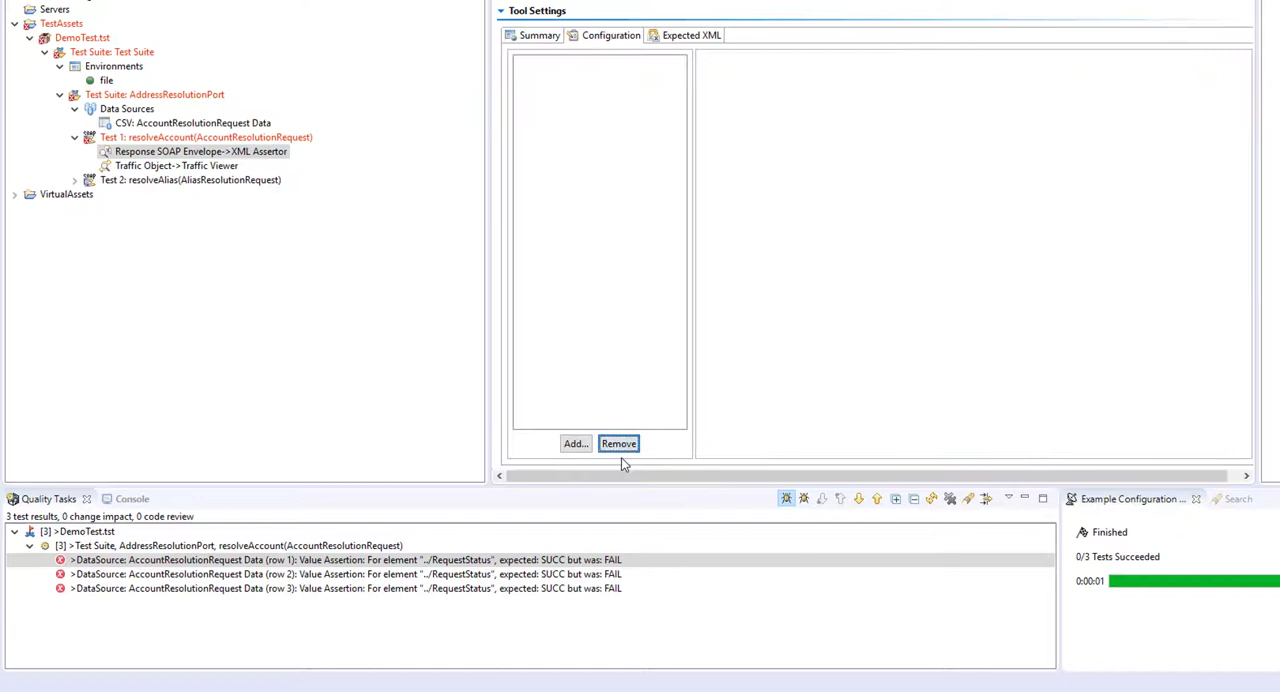 Servers
TestAssets
DemoTest.tst
Test Suite: Test Suite
Environments
file
Test Suite: AddressResolutionPort
Data Sources
CSV: AccountResolutionRequest Data
Test 1: resolveAccount(AccountResolutionRequest)
Response SOAP Envelope->XML Assertor
Traffic Object->Traffic Viewer
Test 2: resolveAlias(AliasResolutionRequest)
VirtualAssets
Tool Settings
Summary Configuration Expected XML
Add... Remove
Quality Tasks Console
3 test results, 0 change impact, 0 code review
[3] >DemoTest.tst
[3] >Test Suite, AddressResolutionPort, resolveAccount(AccountResolutionRequest)
>DataSource: AccountResolutionRequest Data (row 1): Value Assertion: For element "../RequestStatus", expected: SUCC but was: FAIL
>DataSource: AccountResolutionRequest Data (row 2): Value Assertion: For element "../RequestStatus", expected: SUCC but was: FAIL
>DataSource: AccountResolutionRequest Data (row 3): Value Assertion: For element "../RequestStatus", expected: SUCC but was: FAIL
Example Configuration ... Search
Finished
0/3 Tests Succeeded
0:00:01